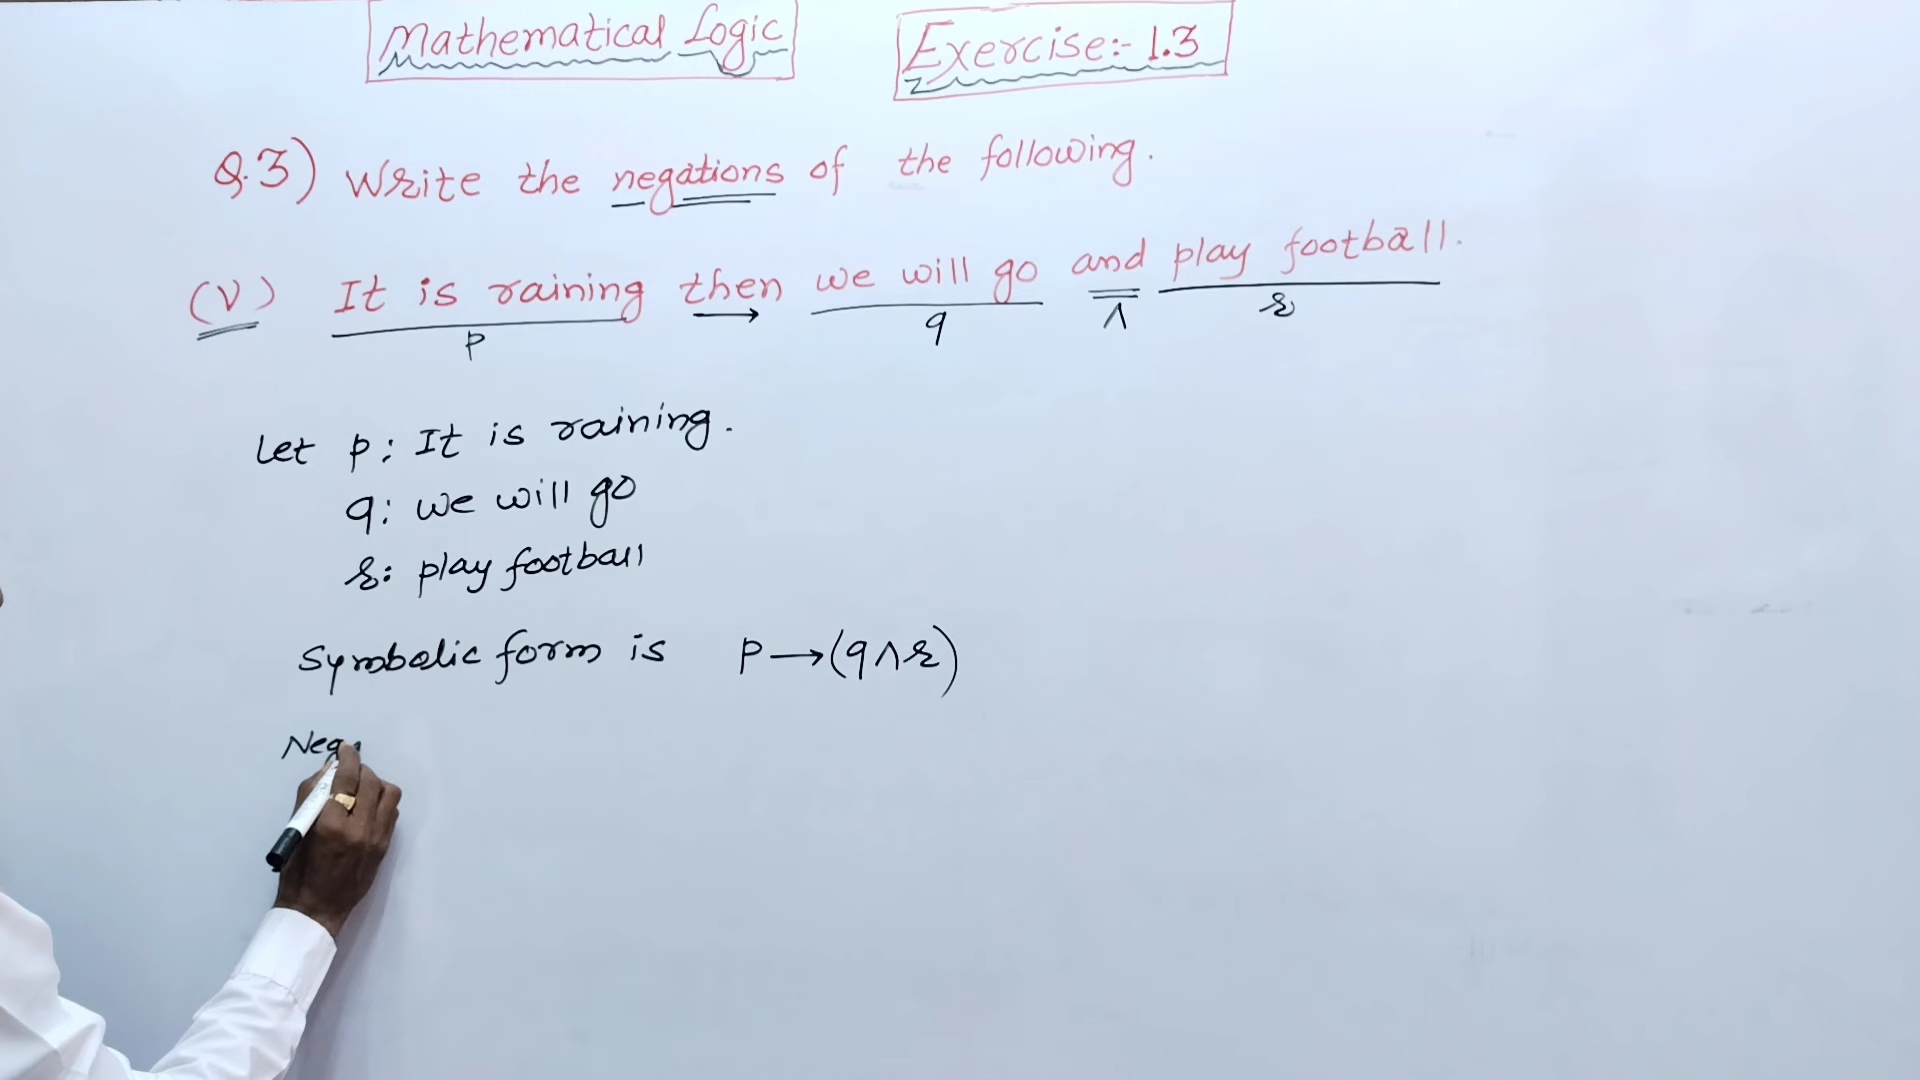 Mathematical Logic
Exercise:- 1.3
Q.3) Write the negations of the following.
(V) It is raining then we will go and play football.
p → q ∧ r
Let p: It is raining.
q: we will go
r: play football
Symbolic form is p → (q ∧ r)
Neg